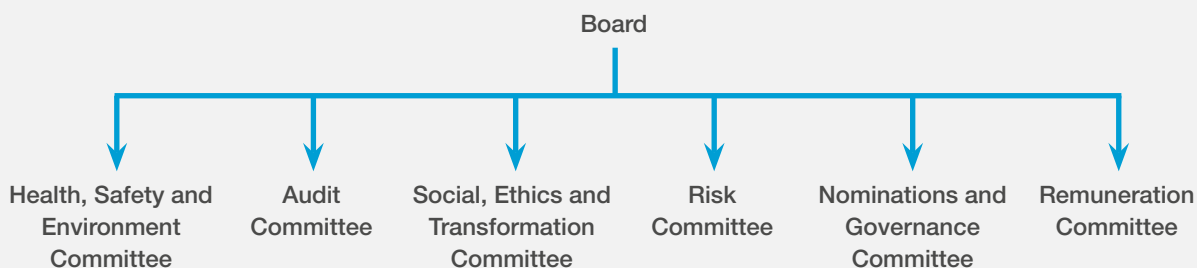 Board
Health, Safety and
Environment
Committee
Audit
Committee
Social, Ethics and
Transformation
Committee
Risk
Committee
Nominations and
Governance
Committee
Remuneration
Committee